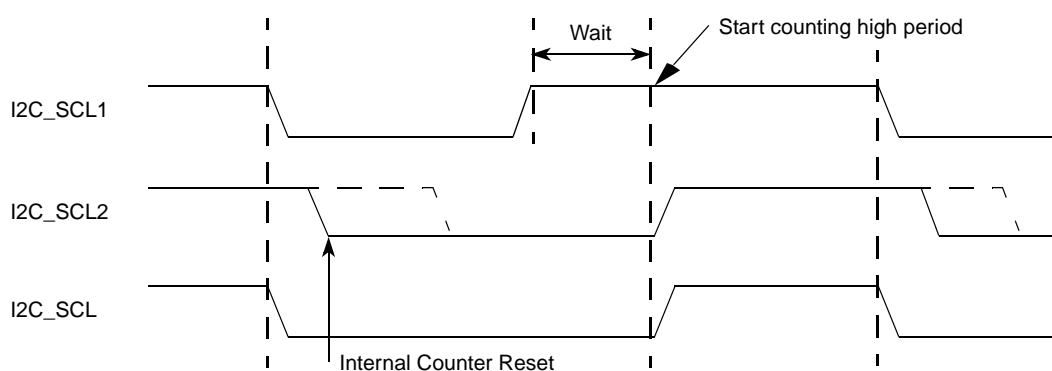 Wait
Start counting high period
I2C_SCL1
I2C_SCL2
I2C_SCL
Internal Counter Reset